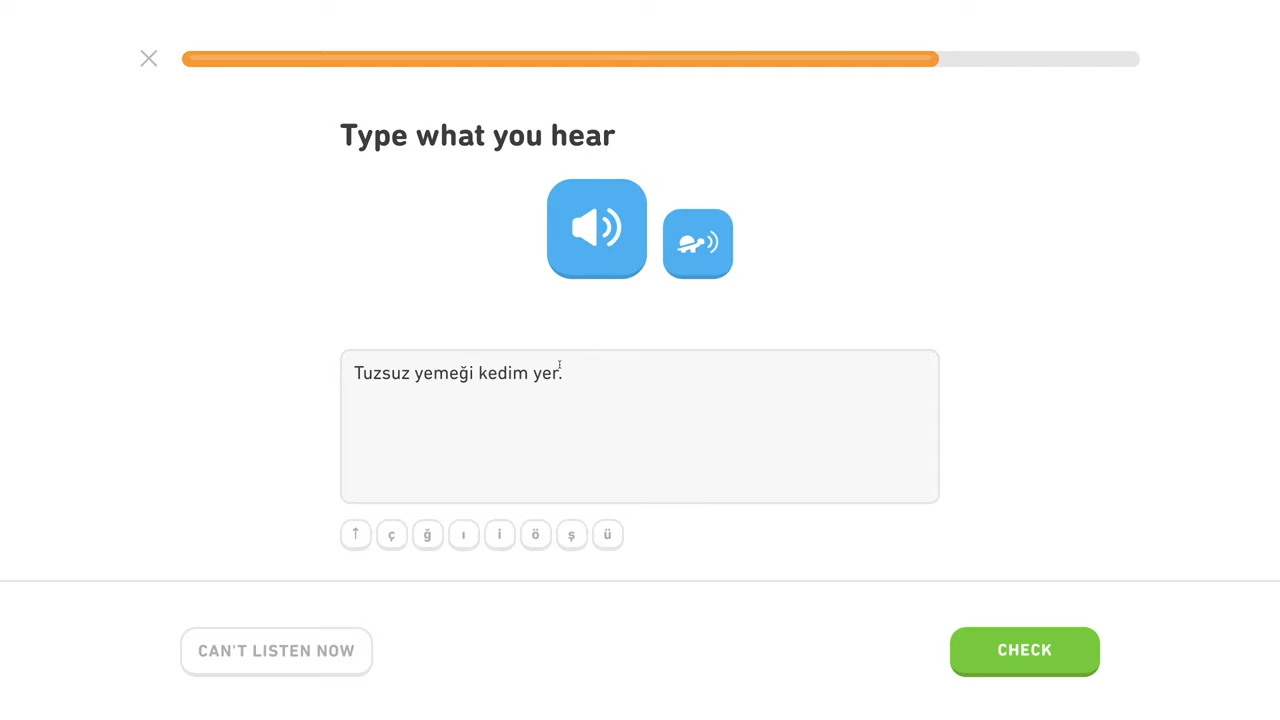 Type what you hear
Tuzsuz yemeği kedim yer.
↑ ç ğ ı i ö ş ü
CAN'T LISTEN NOW
CHECK